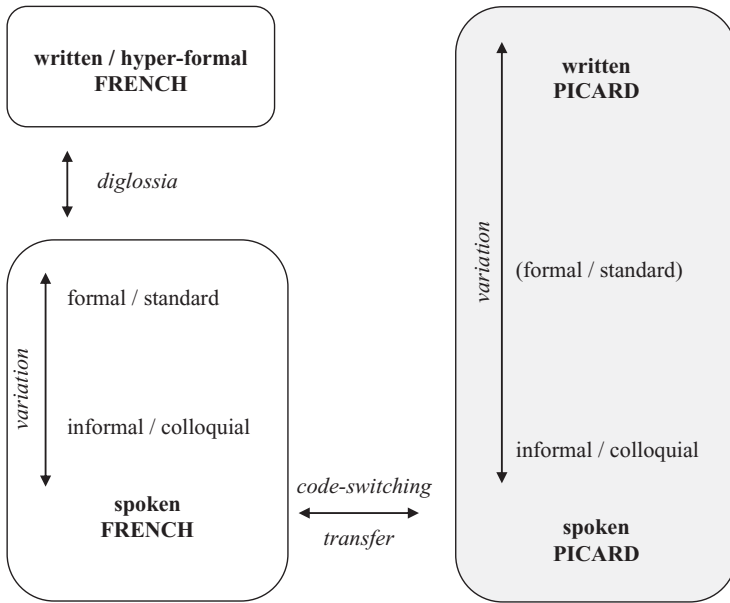 written / hyper-formal
FRENCH
diglossia
variation
formal / standard
informal / colloquial
spoken
FRENCH
code-switching
transfer
written
PICARD
variation
(formal / standard)
informal / colloquial
spoken
PICARD